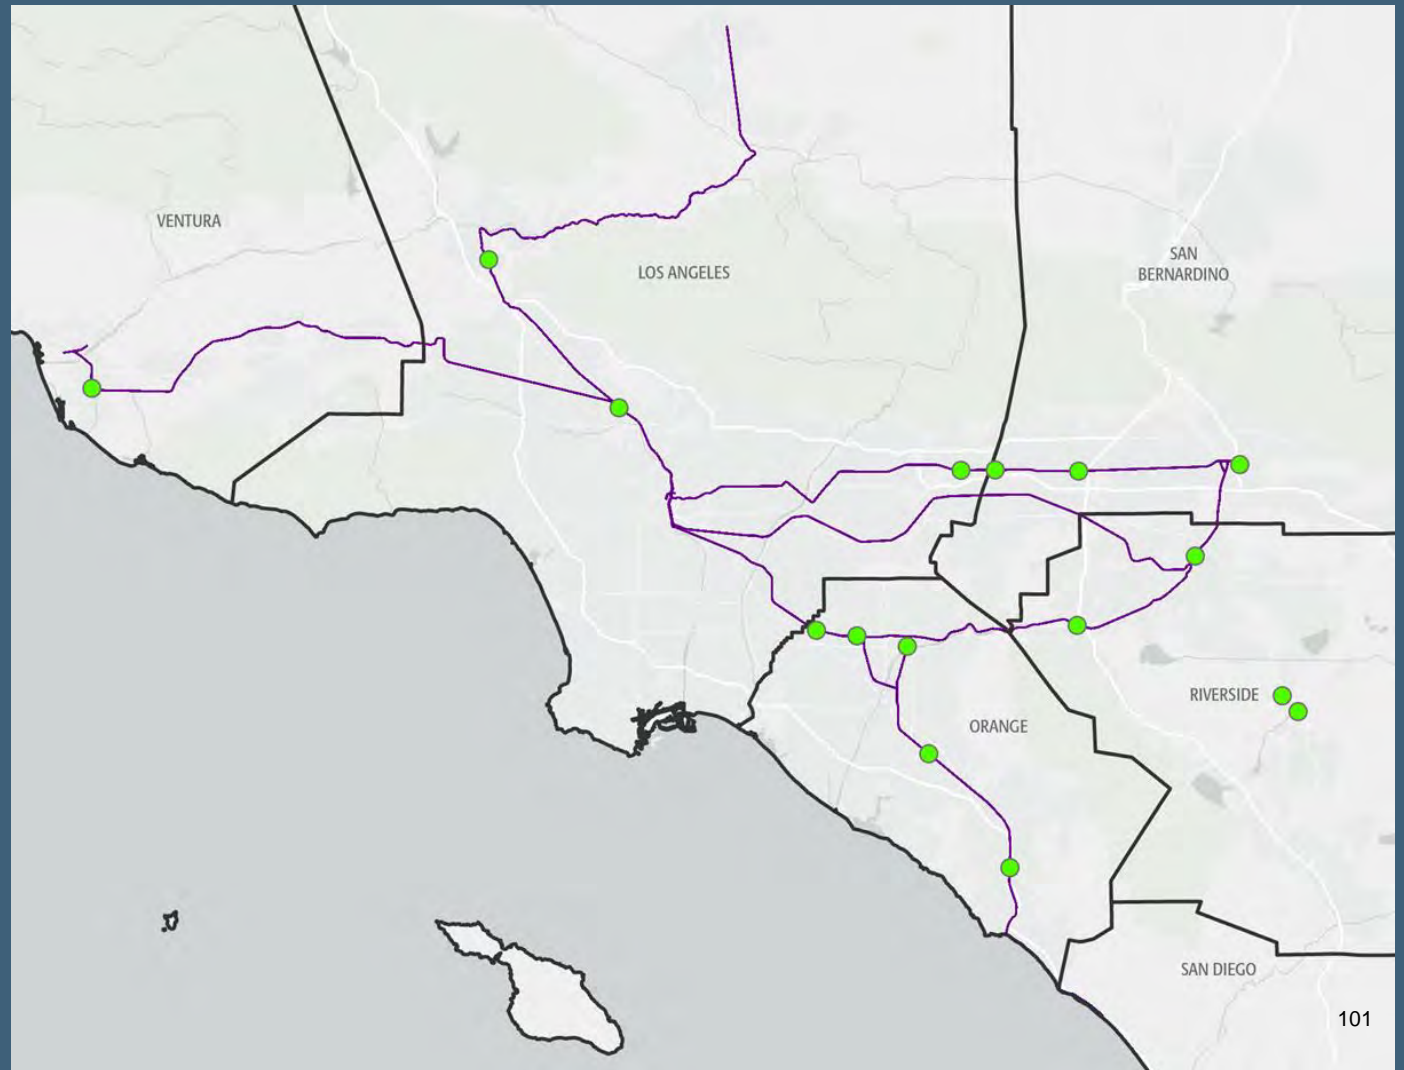 VENTURA
LOS ANGELES
SAN
BERNARDINO
RIVERSIDE
ORANGE
SAN DIEGO
101